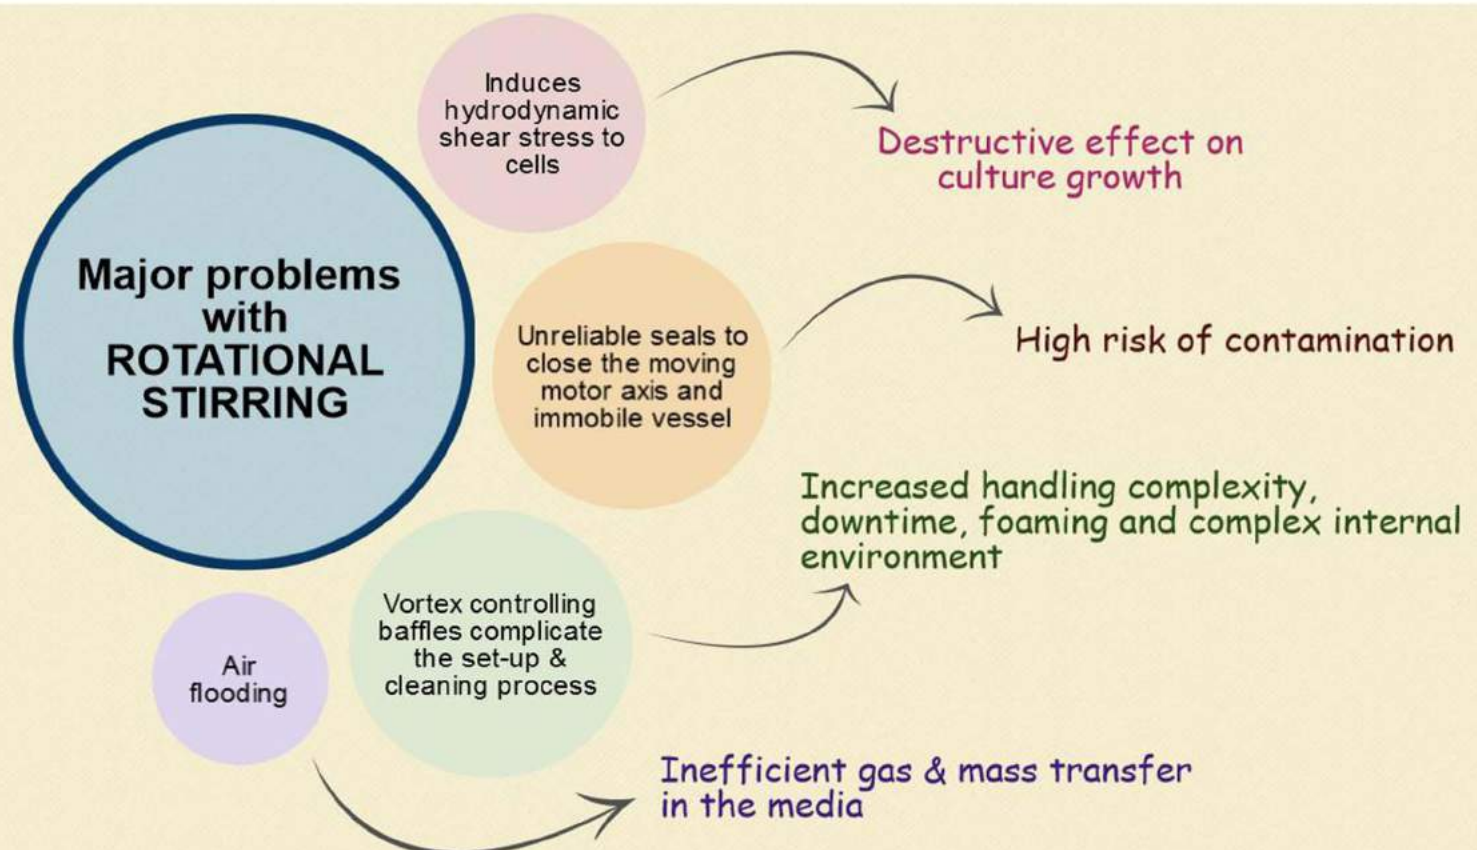 Major problems
with
ROTATIONAL
STIRRING
Induces
hydrodynamic
shear stress to
cells
Destructive effect on
culture growth
Unreliable seals to
close the moving
motor axis and
immobile vessel
High risk of contamination
Vortex controlling
baffles complicate
the set-up &
cleaning process
Increased handling complexity,
downtime, foaming and complex internal
environment
Air
flooding
Inefficient gas & mass transfer
in the media